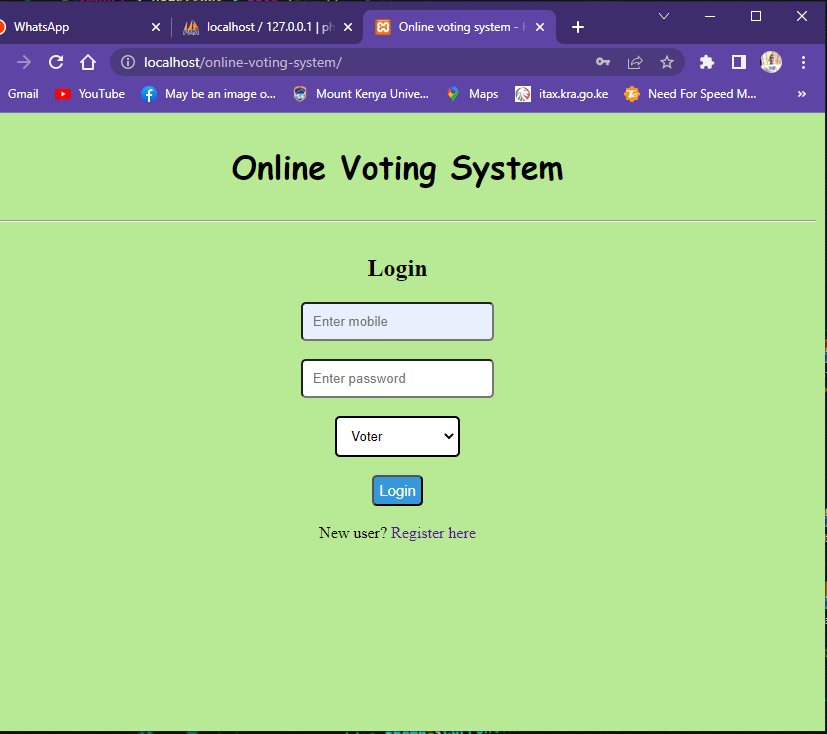 WhatsApp
localhost / 127.0.0.1 | ph
Online voting system -
localhost/online-voting-system/
Gmail YouTube May be an image o... Mount Kenya Unive... Maps itax.kra.go.ke Need For Speed M... »
Online Voting System
Login
Enter mobile
Enter password
Voter
Login
New user? Register here